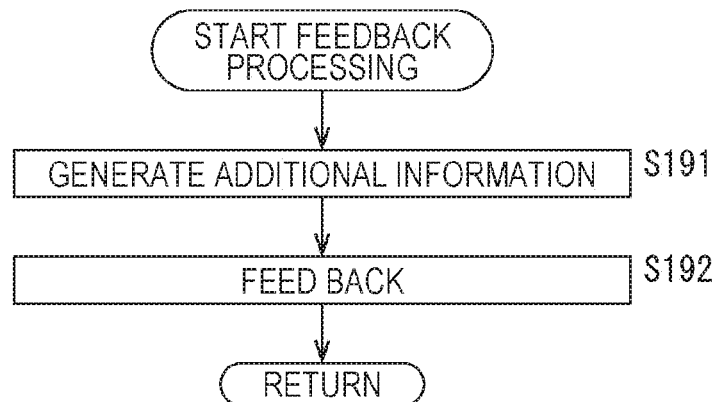 START FEEDBACK
PROCESSING
GENERATE ADDITIONAL INFORMATION S191
FEED BACK S192
RETURN